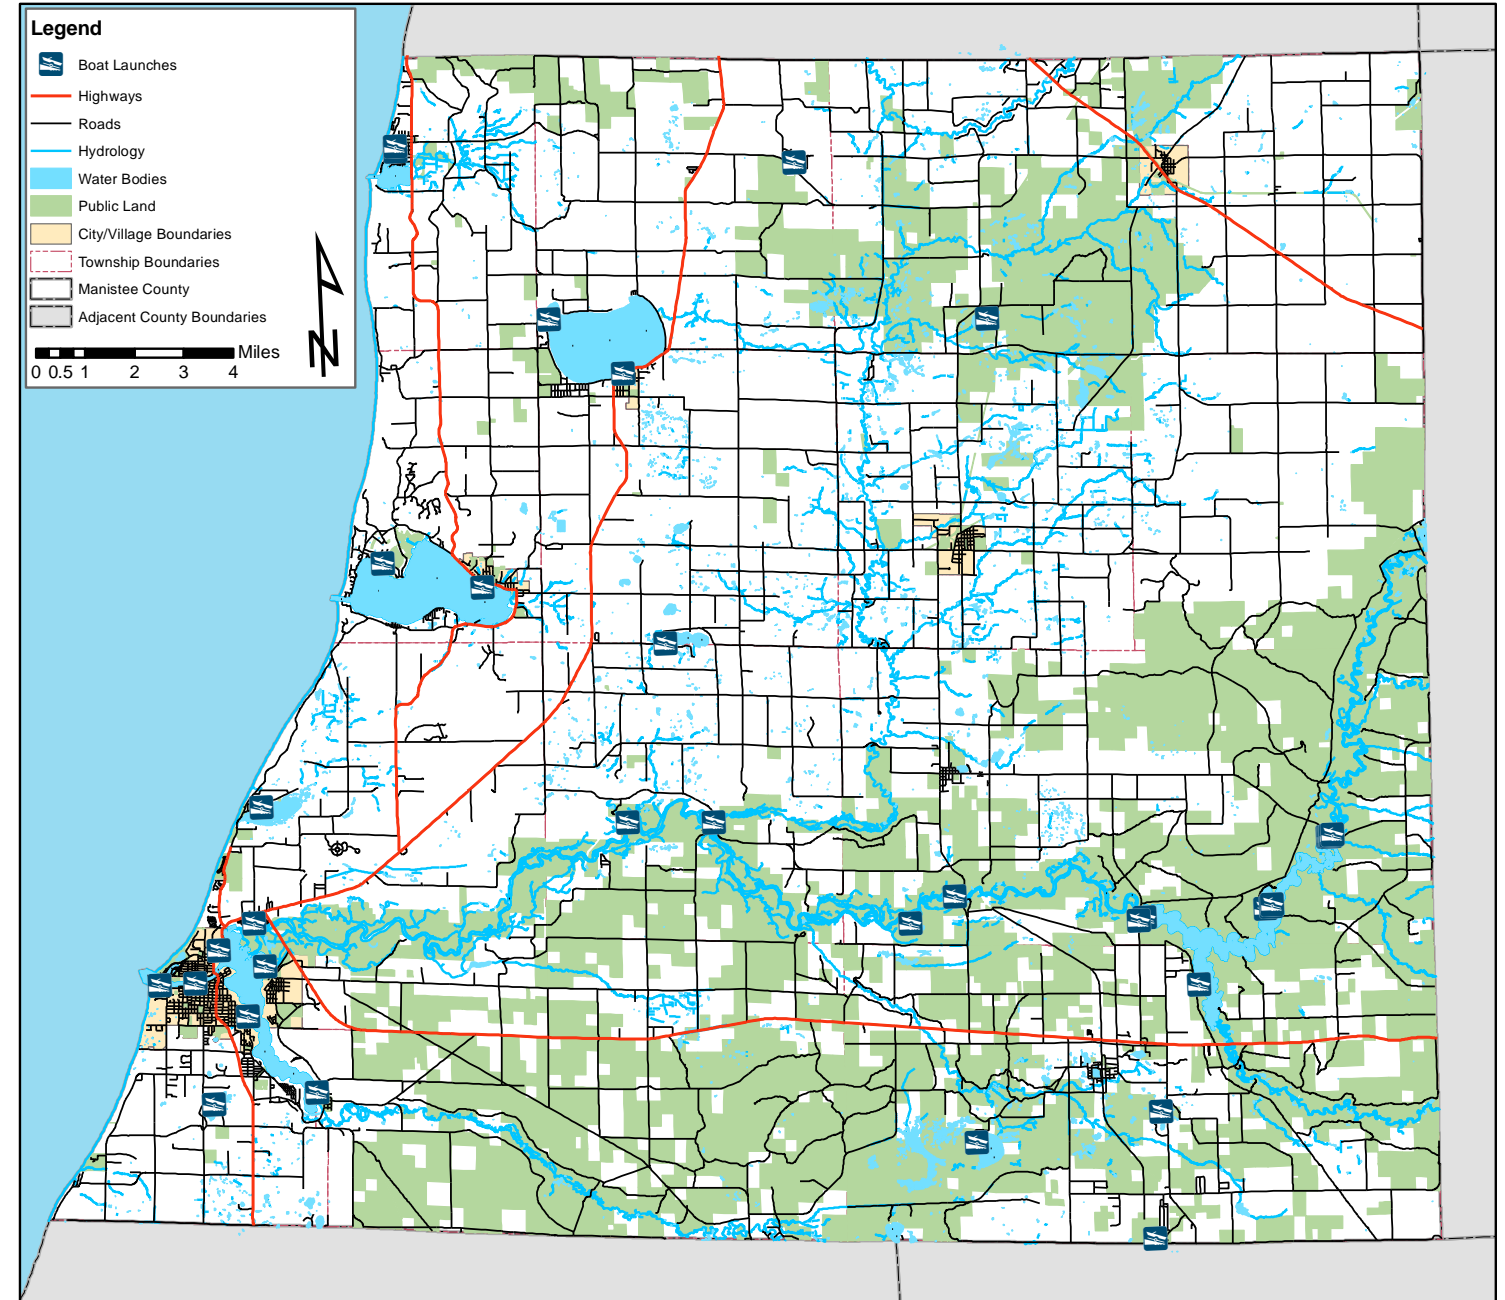 Legend
Boat Launches
Highways
Roads
Hydrology
Water Bodies
Public Land
City/Village Boundaries
Township Boundaries
Manistee County
Adjacent County Boundaries
Miles
0 0.5 1 2 3 4
N